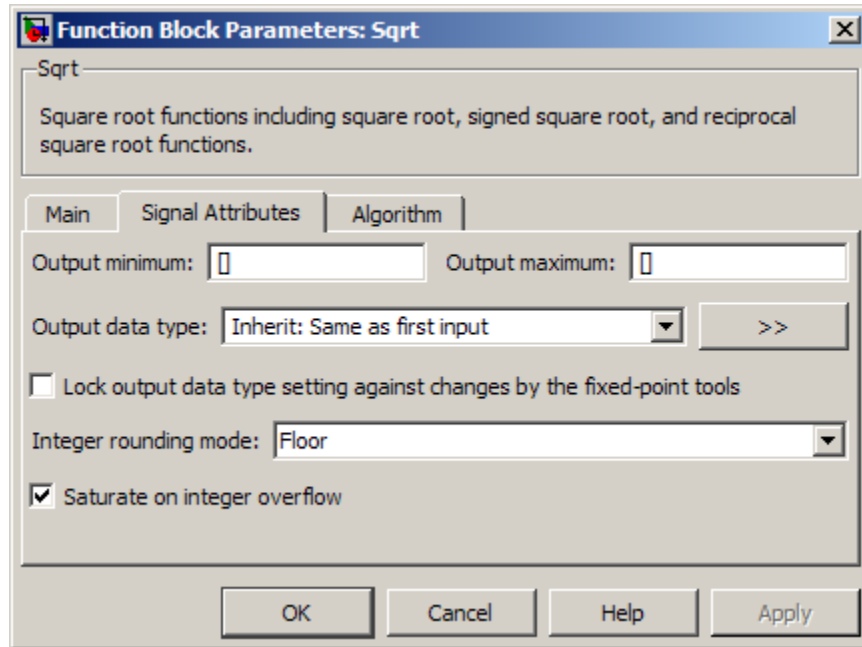 Function Block Parameters: Sqrt
Sqrt
Square root functions including square root, signed square root, and reciprocal
square root functions.
Main Signal Attributes Algorithm
Output minimum: [] Output maximum: []
Output data type: Inherit: Same as first input >>
Lock output data type setting against changes by the fixed-point tools
Integer rounding mode: Floor
Saturate on integer overflow
OK Cancel Help Apply